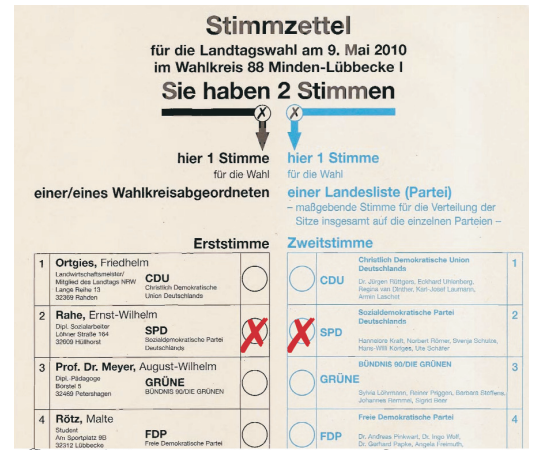 Stimmzettel
für die Landtagswahl am 9. Mai 2010
im Wahlkreis 88 Minden-Lübbecke I
Sie haben 2 Stimmen
hier 1 Stimme
für die Wahl
einer/eines Wahlkreisabgeordneten
hier 1 Stimme
für die Wahl
einer Landesliste (Partei)
– maßgebende Stimme für die Verteilung der
Sitze insgesamt auf die einzelnen Parteien –
Erststimme
1 Ortgies, Friedhelm
Landwirtschaftsmeister/
Mitglied des Landtags NRW
Lange Reihe 13
32369 Rahden
CDU
Christlich Demokratische
Union Deutschlands
2 Rahe, Ernst-Wilhelm
Dipl. Sozialarbeiter
Löhner Straße 164
32609 Hüllhorst
SPD
Sozialdemokratische Partei
Deutschlands
3 Prof. Dr. Meyer, August-Wilhelm
Dipl. Pädagoge
Borstel 5
32469 Petershagen
GRÜNE
BÜNDNIS 90/DIE GRÜNEN
4 Rötz, Malte
Student
Am Sportplatz 9B
32312 Lübbecke
FDP
Freie Demokratische Partei
Zweitstimme
CDU
Christlich Demokratische Union
Deutschlands
Dr. Jürgen Rüttgers, Eckhard Uhlenberg,
Regina van Dinther, Karl-Josef Laumann,
Armin Laschet
1
SPD
Sozialdemokratische Partei
Deutschlands
Hannelore Kraft, Norbert Römer, Svenja Schulze,
Hans-Willi Körfges, Ute Schäfer
2
GRÜNE
BÜNDNIS 90/DIE GRÜNEN
Sylvia Löhrmann, Reiner Priggen, Barbara Steffens,
Johannes Remmel, Sigrid Beer
3
FDP
Freie Demokratische Partei
Dr. Andreas Pinkwart, Dr. Ingo Wolf,
Dr. Gerhard Papke, Angela Freimuth,
4